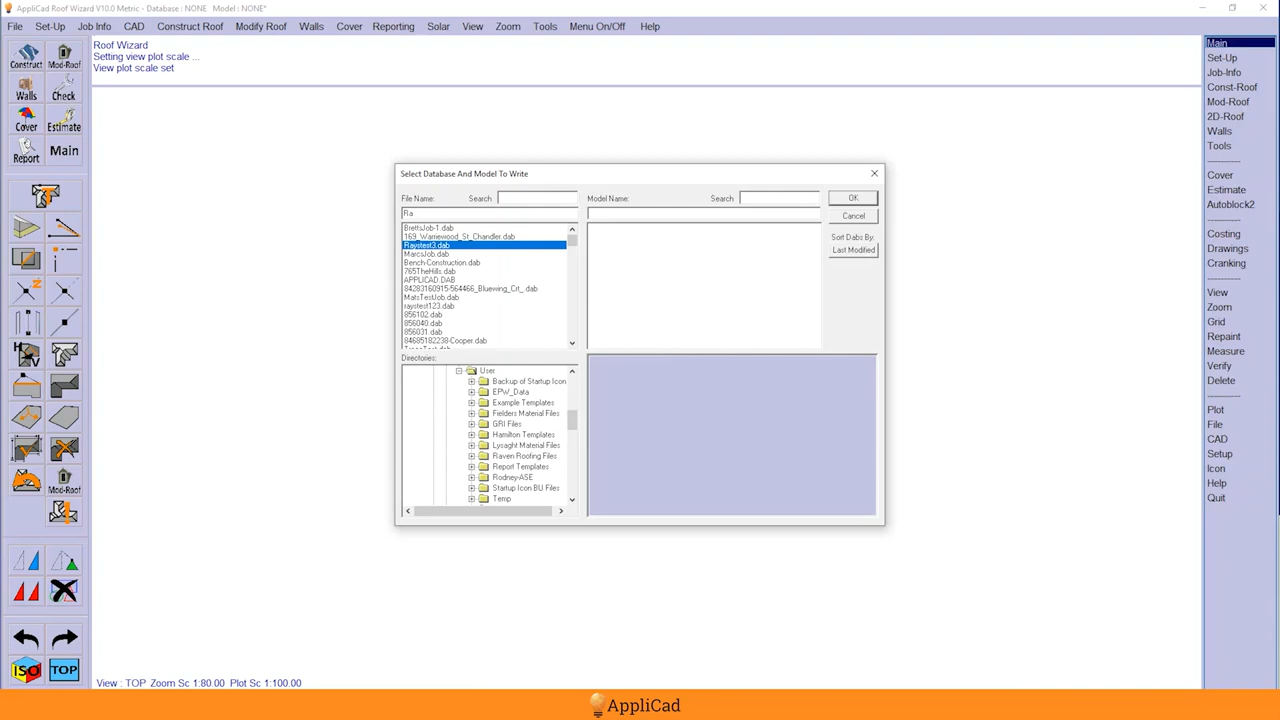 AppliCad Roof Wizard V10.0 Metric - Database : NONE Model : NONE*
File Set-Up Job Info CAD Construct Roof Modify Roof Walls Cover Reporting Solar View Zoom Tools Menu On/Off Help
Roof Wizard
Setting view plot scale ...
View plot scale set
Construct Mod-Roof
Walls Check
Cover Estimate
Report Main
Mod-Roof
ISO TOP
Select Database And Model To Write
File Name: Search Model Name: Search OK
Ra
Cancel
Sort Dabs By:
Last Modified
BrettsJob-1.dab
169_Warriewood_St_Chandler.dab
Raystest3.dab
MarcsJob.dab
Bench-Construction.dab
765TheHills.dab
APPLICAD.DAB
84283160915-564466_Bluewing_Crt_.dab
MatsTestJob.dab
raystest123.dab
856102.dab
856040.dab
856031.dab
84685182238-Cooper.dab
Directories:
User
Backup of Startup Icon
EPW_Data
Example Templates
Fielders Material Files
GRI Files
Hamilton Templates
Lysaght Material Files
Raven Roofing Files
Report Templates
Rodney-ASE
Startup Icon BU Files
Temp
Main
Set-Up
Job-Info
Const-Roof
Mod-Roof
2D-Roof
Walls
Tools
Cover
Estimate
Autoblock2
Costing
Drawings
Cranking
View
Zoom
Grid
Repaint
Measure
Verify
Delete
Plot
File
CAD
Setup
Icon
Help
Quit
View : TOP Zoom Sc 1:80.00 Plot Sc 1:100.00
AppliCad